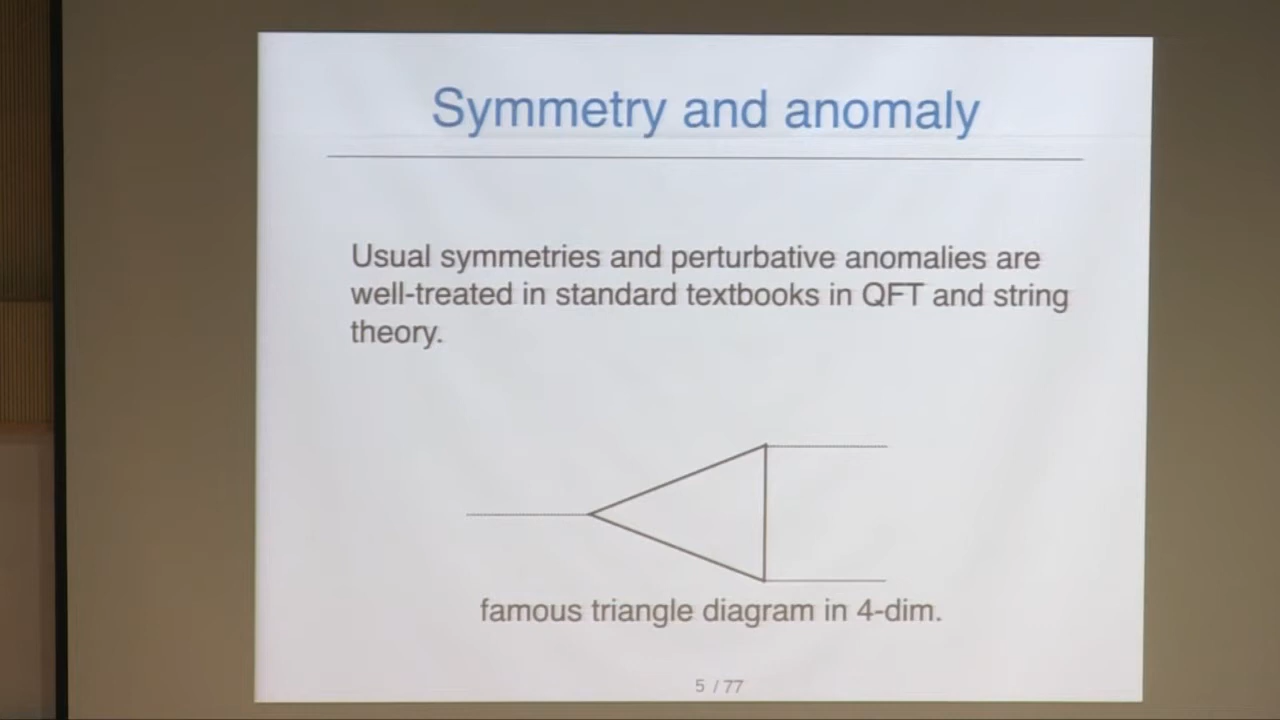 Symmetry and anomaly
Usual symmetries and perturbative anomalies are
well-treated in standard textbooks in QFT and string
theory.
famous triangle diagram in 4-dim.
5 / 77